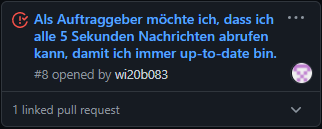 Als Auftraggeber möchte ich, dass ich
alle 5 Sekunden Nachrichten abrufen
kann, damit ich immer up-to-date bin.
#8 opened by wi20b083
1 linked pull request